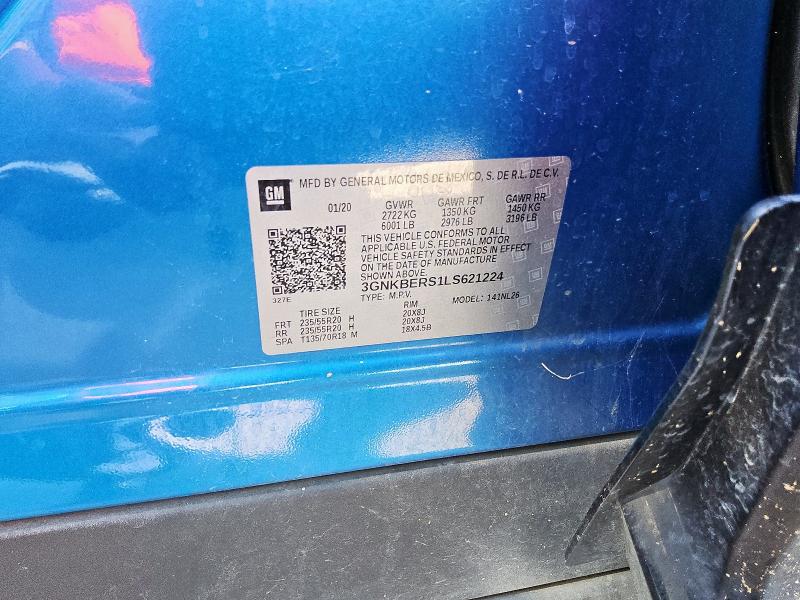 GM
MFD BY GENERAL MOTORS DE MEXICO, S. DE R.L. DE C.V.
01/20 GVWR GAWR FRT GAWR RR
2722 KG 1350 KG 1450 KG
6001 LB 2976 LB 3196 LB
THIS VEHICLE CONFORMS TO ALL
APPLICABLE U.S. FEDERAL MOTOR
VEHICLE SAFETY STANDARDS IN EFFECT
ON THE DATE OF MANUFACTURE
SHOWN ABOVE.
3GNKBERS1LS621224
327E
TYPE: M.P.V. MODEL: 141NL26
TIRE SIZE RIM
FRT 235/55R20 H 20X8J
RR 235/55R20 H 20X8J
SPA T135/70R18 M 18X4.5B